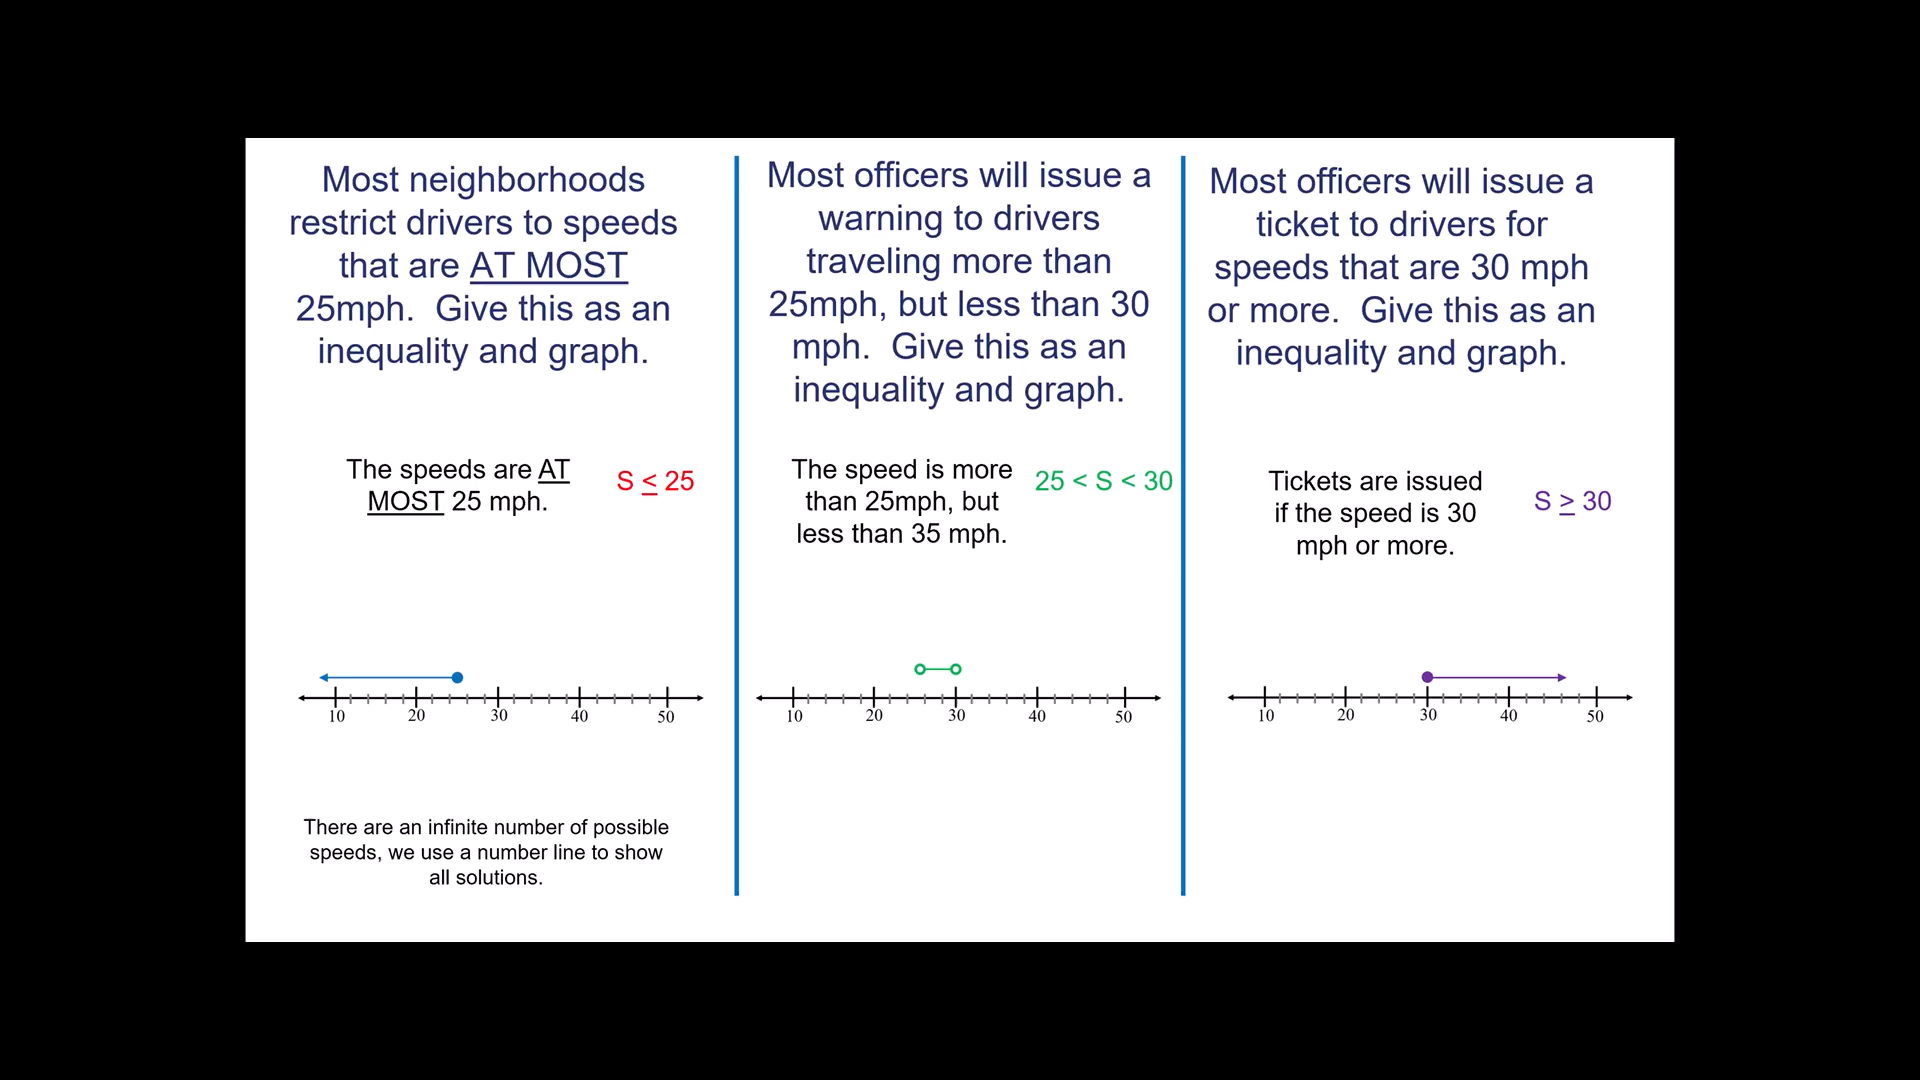 Most neighborhoods
restrict drivers to speeds
that are AT MOST
25mph.  Give this as an
inequality and graph.
The speeds are AT
MOST 25 mph.
S ≤ 25
10 20 30 40 50
There are an infinite number of possible
speeds, we use a number line to show
all solutions.
Most officers will issue a
warning to drivers
traveling more than
25mph, but less than 30
mph.  Give this as an
inequality and graph.
The speed is more
than 25mph, but
less than 35 mph.
25 < S < 30
10 20 30 40 50
Most officers will issue a
ticket to drivers for
speeds that are 30 mph
or more.  Give this as an
inequality and graph.
Tickets are issued
if the speed is 30
mph or more.
S ≥ 30
10 20 30 40 50